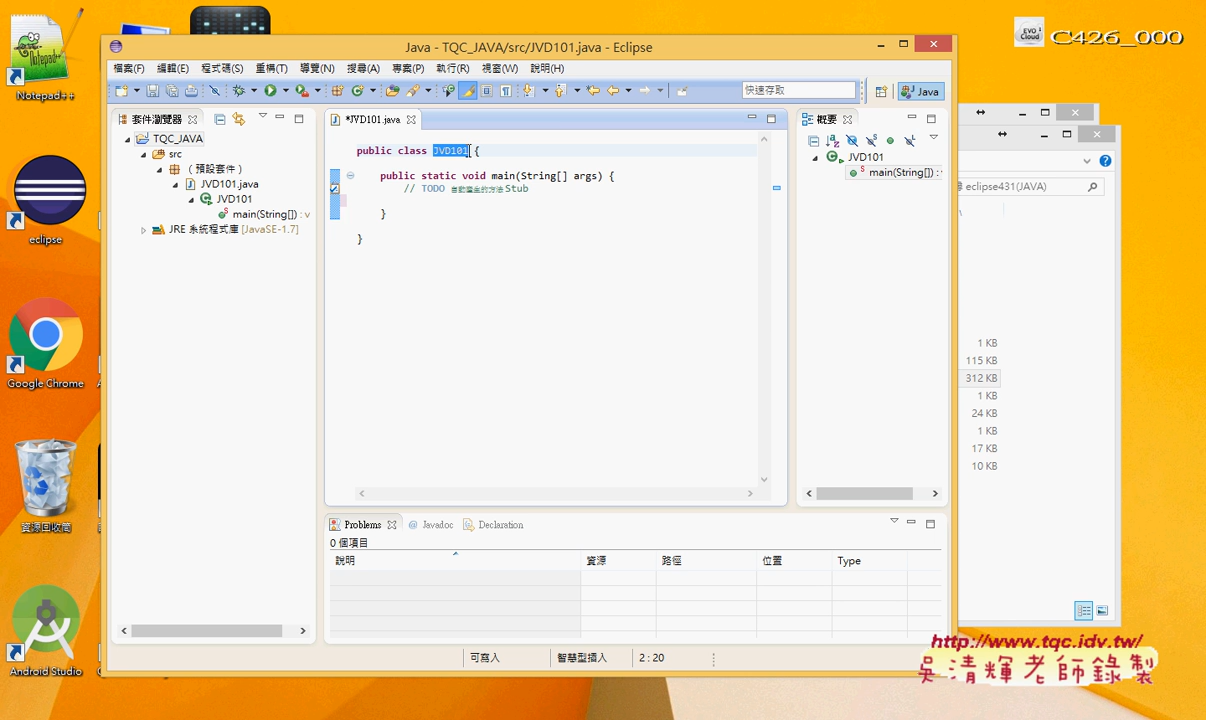 Notepad++
eclipse
Google Chrome
資源回收筒
Android Studio
C426_000
EVO
Cloud
Java - TQC_JAVA/src/JVD101.java - Eclipse
檔案(F) 編輯(E) 程式碼(S) 重構(T) 導覽(N) 搜尋(A) 專案(P) 執行(R) 視窗(W) 說明(H)
快速存取
Java
套件瀏覽器
TQC_JAVA
src
（預設套件）
JVD101.java
JVD101
main(String[]) : v
JRE 系統程式庫 [JavaSE-1.7]
*JVD101.java
public class JVD101 {
public static void main(String[] args) {
// TODO 自動產生的方法 Stub
}
}
概要
JVD101
main(String[]) :
Problems Javadoc Declaration
0 個項目
說明 資源 路徑 位置 Type
可寫入 智慧型插入 2 : 20
eclipse431(JAVA)
1 KB
115 KB
312 KB
1 KB
24 KB
1 KB
17 KB
10 KB
http://www.tqc.idv.tw/
吳清輝老師錄製